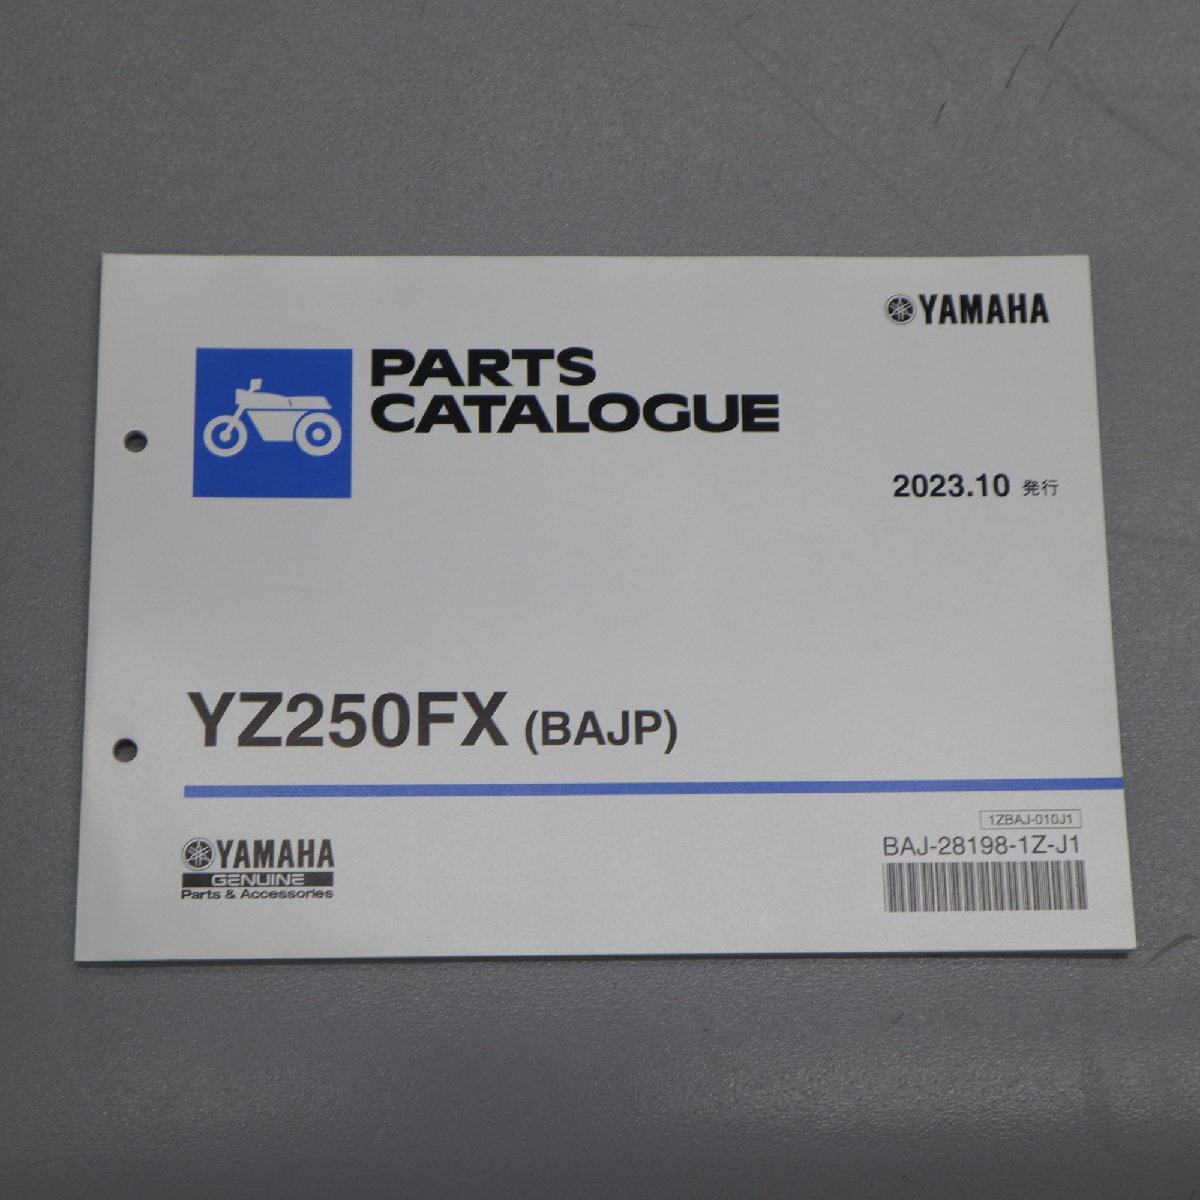 YAMAHA
PARTS
CATALOGUE
2023.10 発行
YZ250FX (BAJP)
1ZBAJ-010J1
BAJ-28198-1Z-J1
YAMAHA
GENUINE
Parts & Accessories